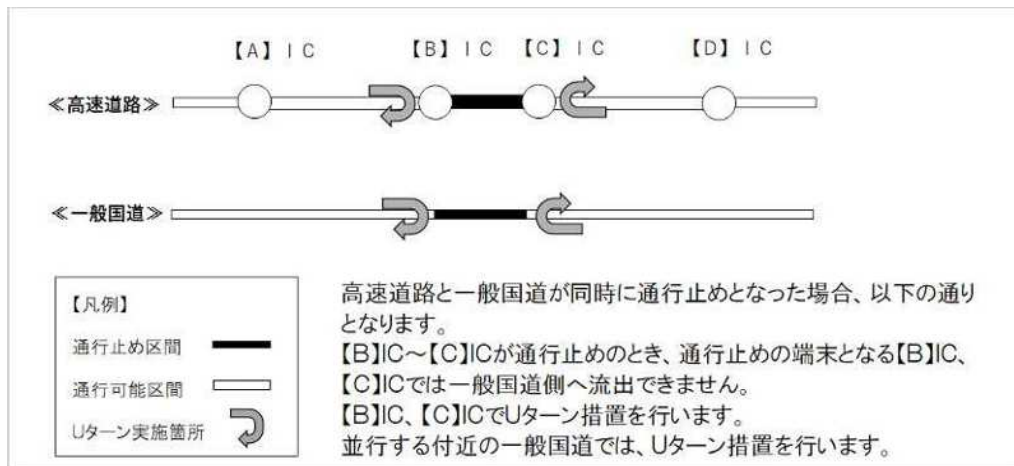 【A】IC 【B】IC 【C】IC 【D】IC
≪高速道路≫
≪一般国道≫
【凡例】
通行止め区間
通行可能区間
Uターン実施箇所
高速道路と一般国道が同時に通行止めとなった場合、以下の通り
となります。
【B】IC～【C】ICが通行止めのとき、通行止めの端末となる【B】IC、
【C】ICでは一般国道側へ流出できません。
【B】IC、【C】ICでUターン措置を行います。
並行する付近の一般国道では、Uターン措置を行います。